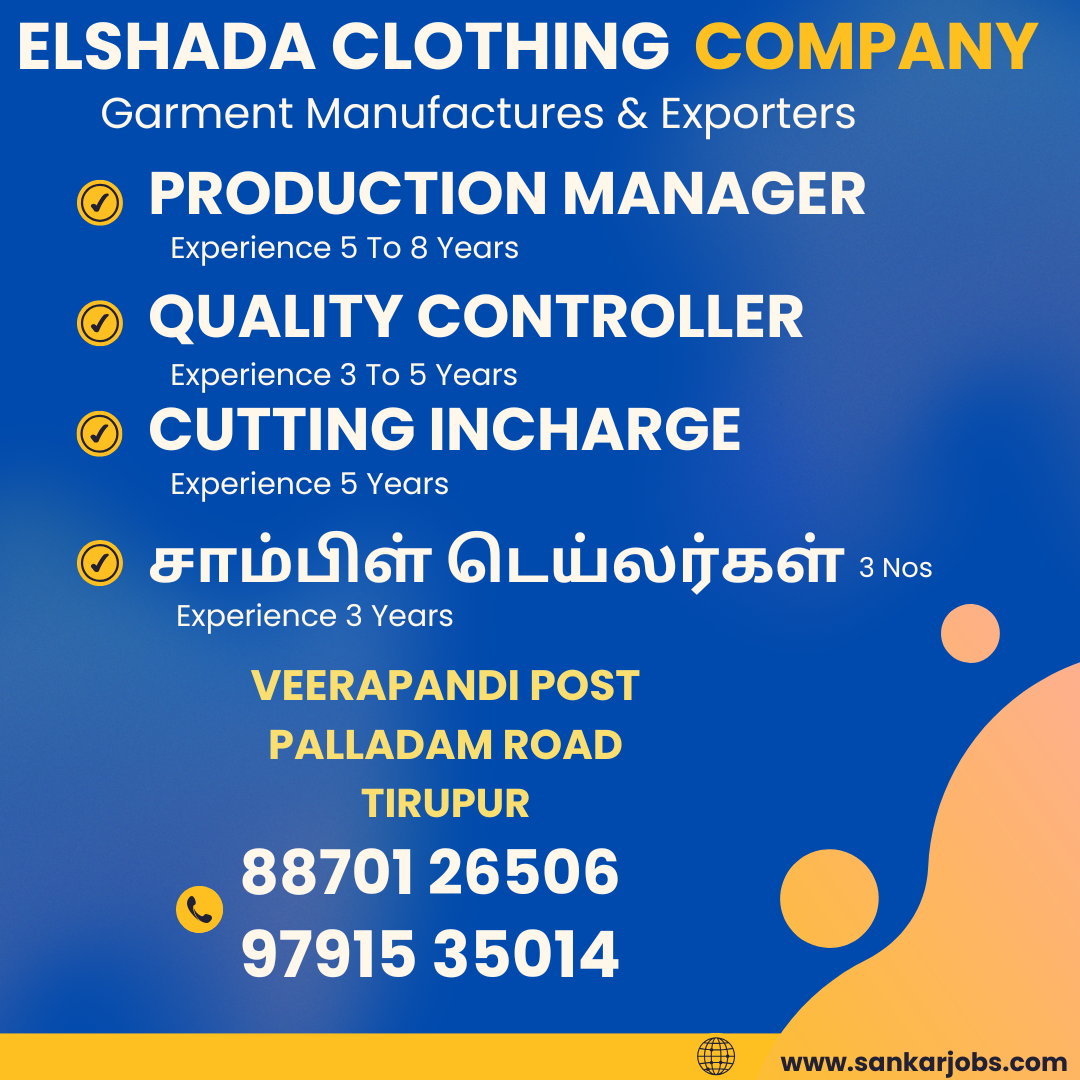 ELSHADA CLOTHING COMPANY
Garment Manufactures & Exporters
PRODUCTION MANAGER
Experience 5 To 8 Years
QUALITY CONTROLLER
Experience 3 To 5 Years
CUTTING INCHARGE
Experience 5 Years
சாம்பிள் டெய்லர்கள் 3 Nos
Experience 3 Years
VEERAPANDI POST
PALLADAM ROAD
TIRUPUR
88701 26506
97915 35014
www.sankarjobs.com